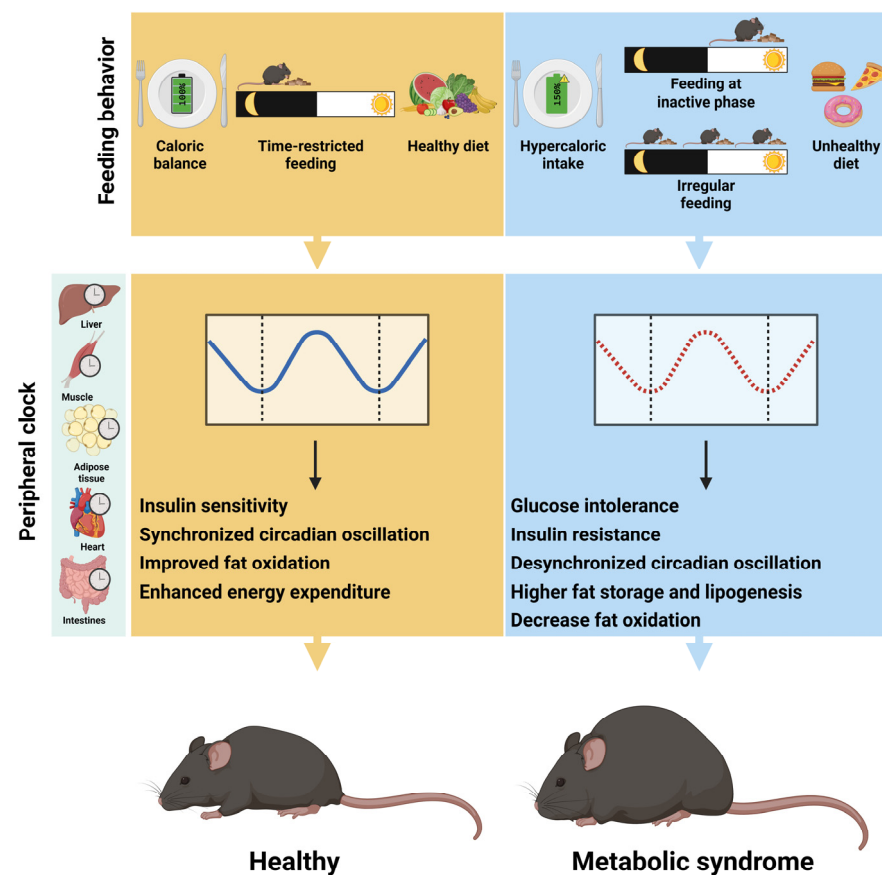 Feeding behavior
100%
Caloric
balance
Time-restricted
feeding
Healthy diet
150%
Hypercaloric
intake
Feeding at
inactive phase
Irregular
feeding
Unhealthy
diet
Peripheral clock
Liver
Muscle
Adipose
tissue
Heart
Intestines
Insulin sensitivity
Synchronized circadian oscillation
Improved fat oxidation
Enhanced energy expenditure
Glucose intolerance
Insulin resistance
Desynchronized circadian oscillation
Higher fat storage and lipogenesis
Decrease fat oxidation
Healthy
Metabolic syndrome